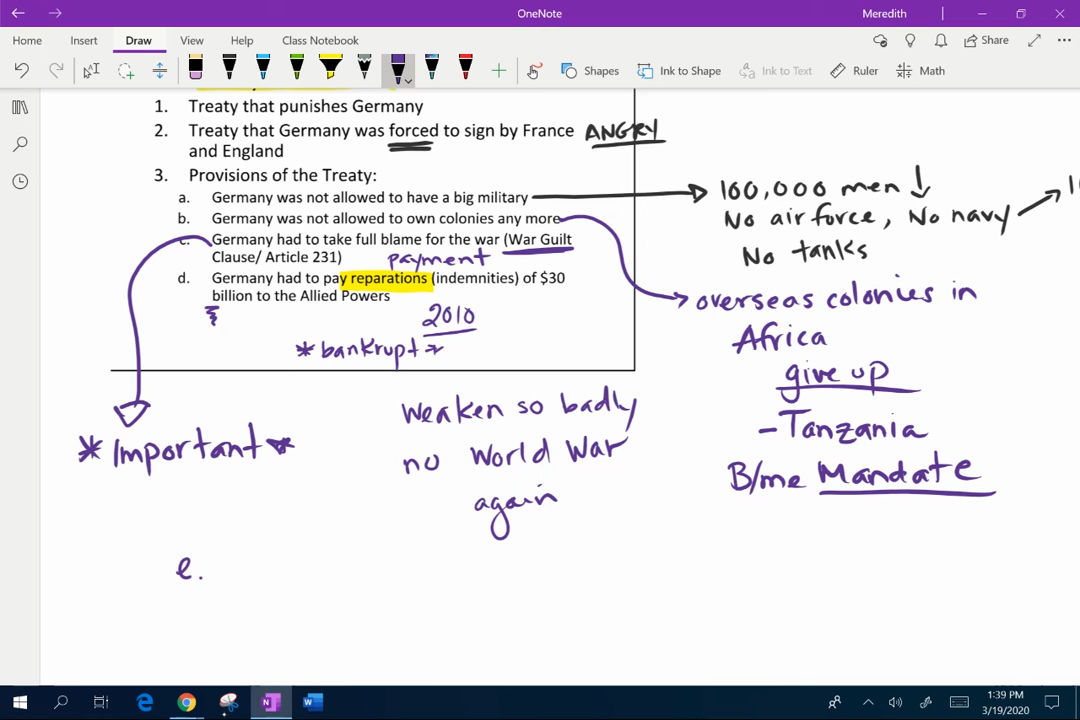 OneNote
Meredith
Home Insert Draw View Help Class Notebook
Share
Shapes Ink to Shape Ink to Text Ruler Math
1. Treaty that punishes Germany
2. Treaty that Germany was forced to sign by France ANGRY
and England
3. Provisions of the Treaty:
a. Germany was not allowed to have a big military
100,000 men
b. Germany was not allowed to own colonies any more
No air force, No navy
c. Germany had to take full blame for the war (War Guilt
Clause/ Article 231)
No tanks
payment
d. Germany had to pay reparations (indemnities) of $30
billion to the Allied Powers
overseas colonies in
Africa
give up
-Tanzania
B/me Mandate
2010
*bankrupt*
weaken so badly
no World War
again
*Important*
e.
1:39 PM
3/19/2020